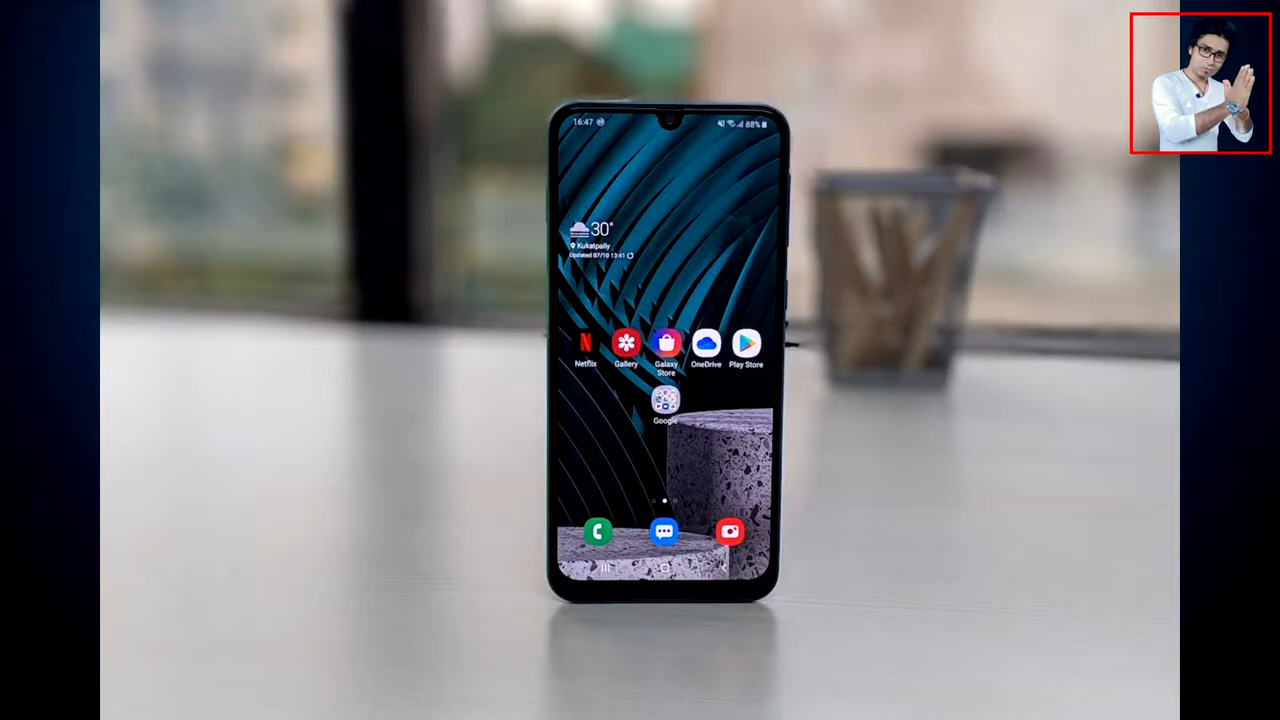 16:47
88%
30°
Kukatpally
Updated 07/10 13:41
Netflix
Gallery
Galaxy Store
OneDrive
Play Store
Google